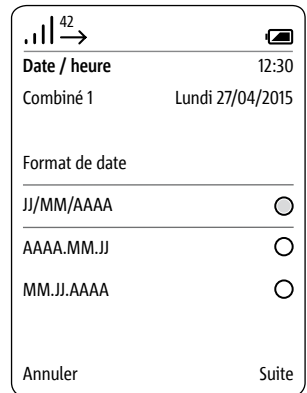 42
Date / heure 12:30
Combiné 1 Lundi 27/04/2015
Format de date
JJ/MM/AAAA
AAAA.MM.JJ
MM.JJ.AAAA
Annuler Suite